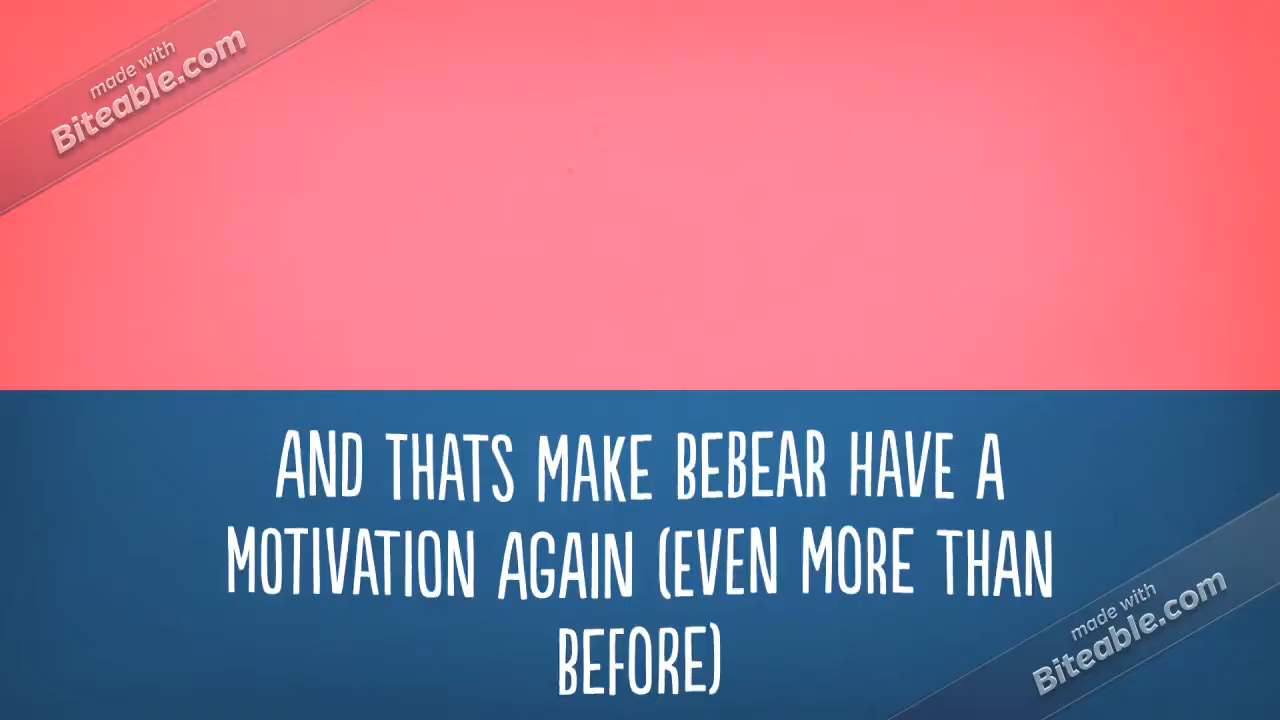 made with
Biteable.com
AND THATS MAKE BEBEAR HAVE A
MOTIVATION AGAIN (EVEN MORE THAN
BEFORE)
made with
Biteable.com